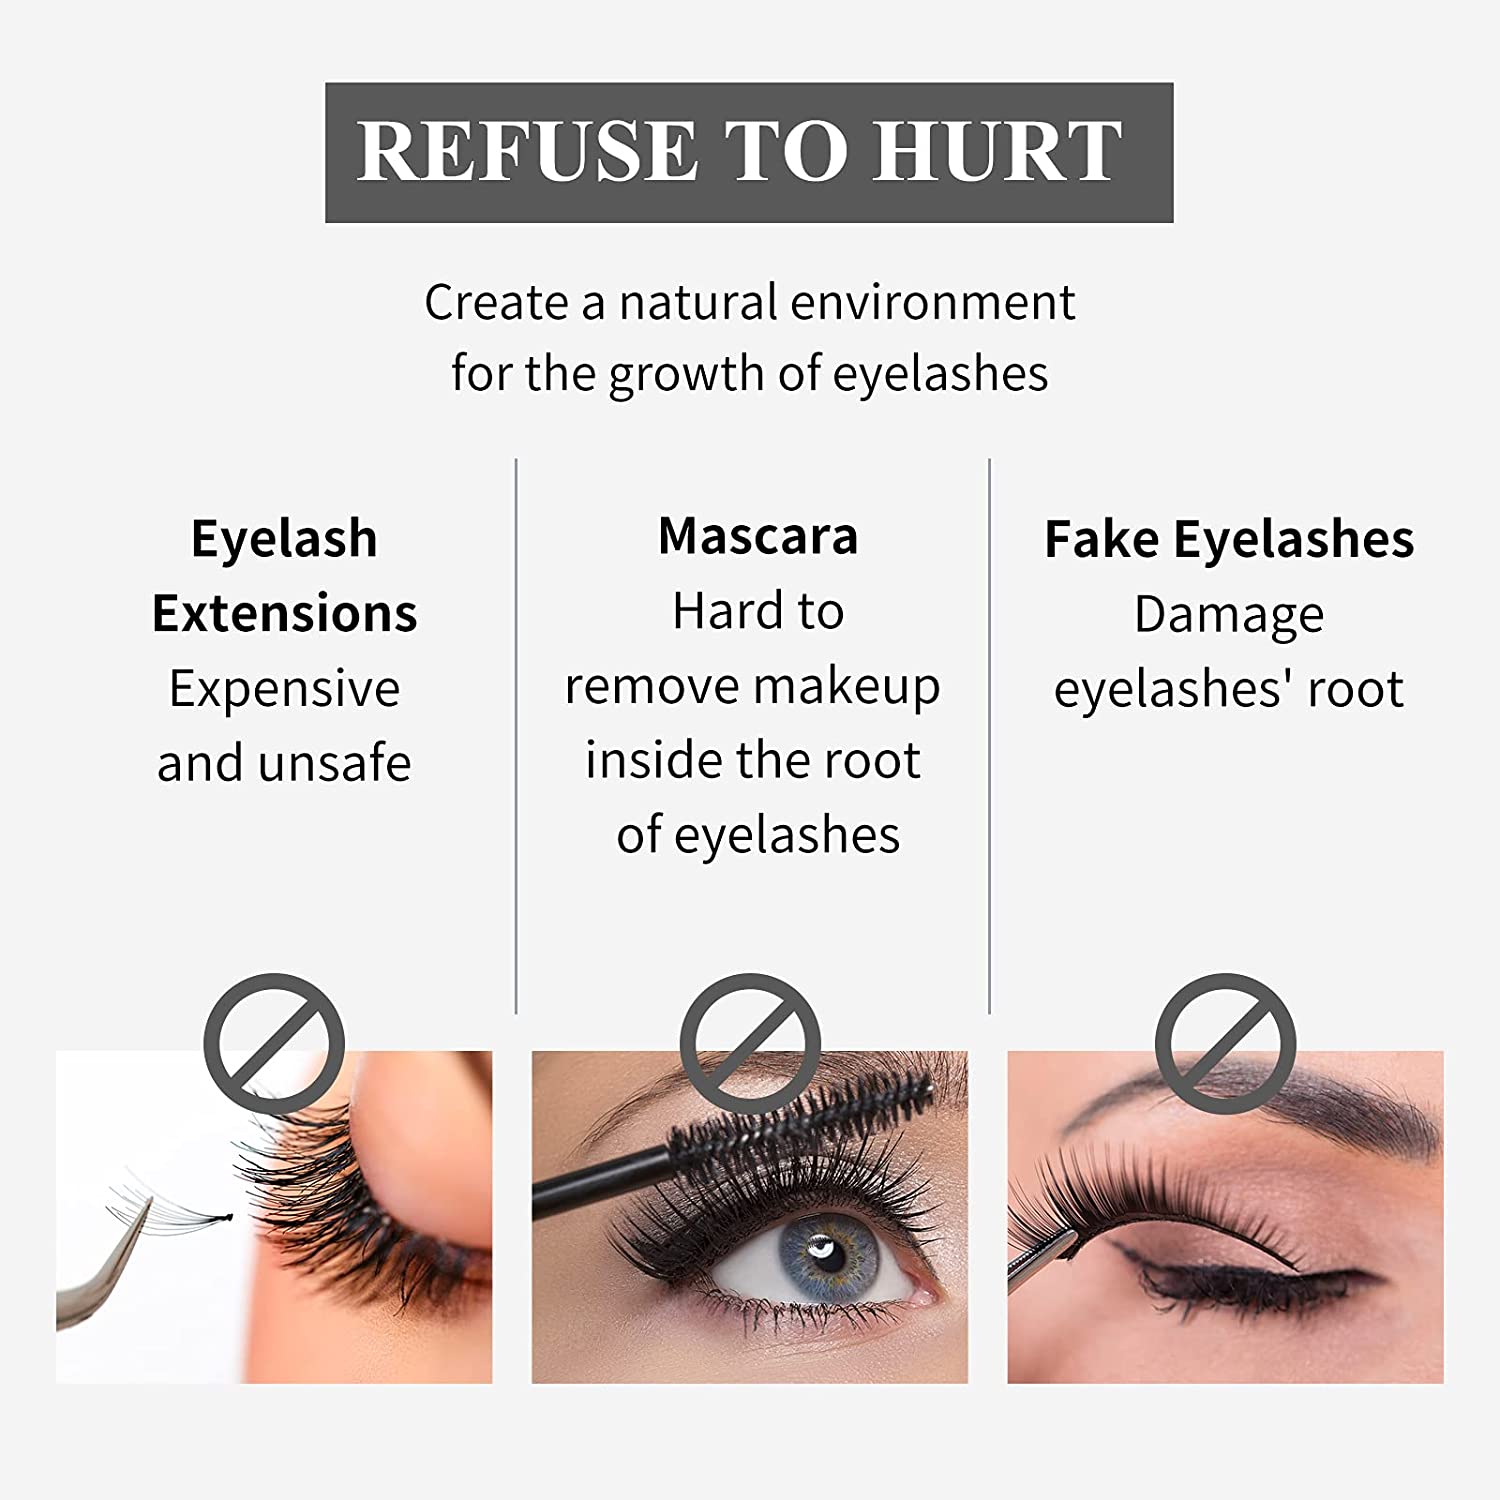 REFUSE TO HURT
Create a natural environment
for the growth of eyelashes
Eyelash
Extensions
Expensive
and unsafe
Mascara
Hard to
remove makeup
inside the root
of eyelashes
Fake Eyelashes
Damage
eyelashes' root